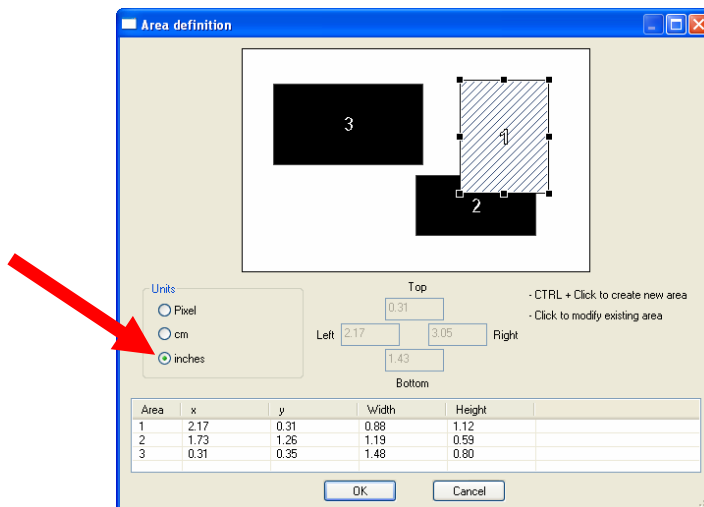 Area definition
3
1
2
Units
Pixel
cm
inches
Top
0.31
Left 2.17 3.05 Right
1.43
Bottom
- CTRL + Click to create new area
- Click to modify existing area
Area x y Width Height
1 2.17 0.31 0.88 1.12
2 1.73 1.26 1.19 0.59
3 0.31 0.35 1.48 0.80
OK Cancel